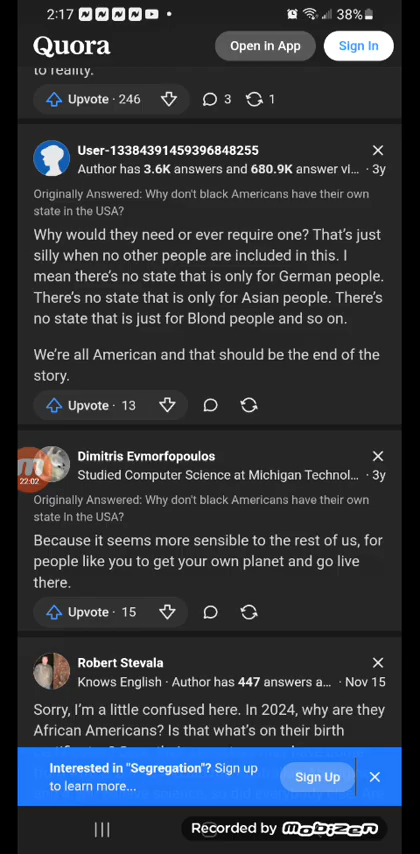 2:17
38%
Quora
Open in App
Sign In
to reality.
Upvote · 246
3
1
User-13384391459396848255
Author has 3.6K answers and 680.9K answer vi... · 3y
Originally Answered: Why don't black Americans have their own
state in the USA?
Why would they need or ever require one? That's just
silly when no other people are included in this. I
mean there's no state that is only for German people.
There's no state that is only for Asian people. There's
no state that is just for Blond people and so on.
We're all American and that should be the end of the
story.
Upvote · 13
22:02
Dimitris Evmorfopoulos
Studied Computer Science at Michigan Technol... · 3y
Originally Answered: Why don't black Americans have their own
state in the USA?
Because it seems more sensible to the rest of us, for
people like you to get your own planet and go live
there.
Upvote · 15
Robert Stevala
Knows English · Author has 447 answers a... · Nov 15
Sorry, I'm a little confused here. In 2024, why are they
African Americans? Is that what's on their birth
Interested in "Segregation"? Sign up
to learn more...
Sign Up
Recorded by Mobizen